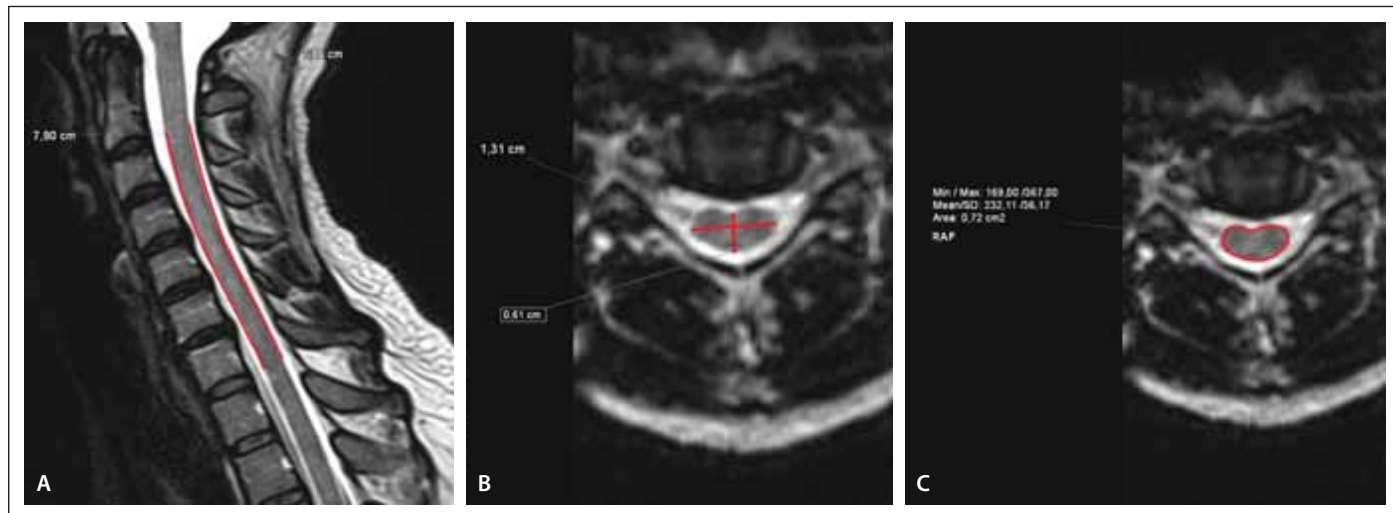 7,90 cm
A
1,31 cm
0.61 cm
B
Min / Max: 169,00 /367,00
Mean/SD: 232,11 /36,17
Area: 0,72 cm2
RAF
C